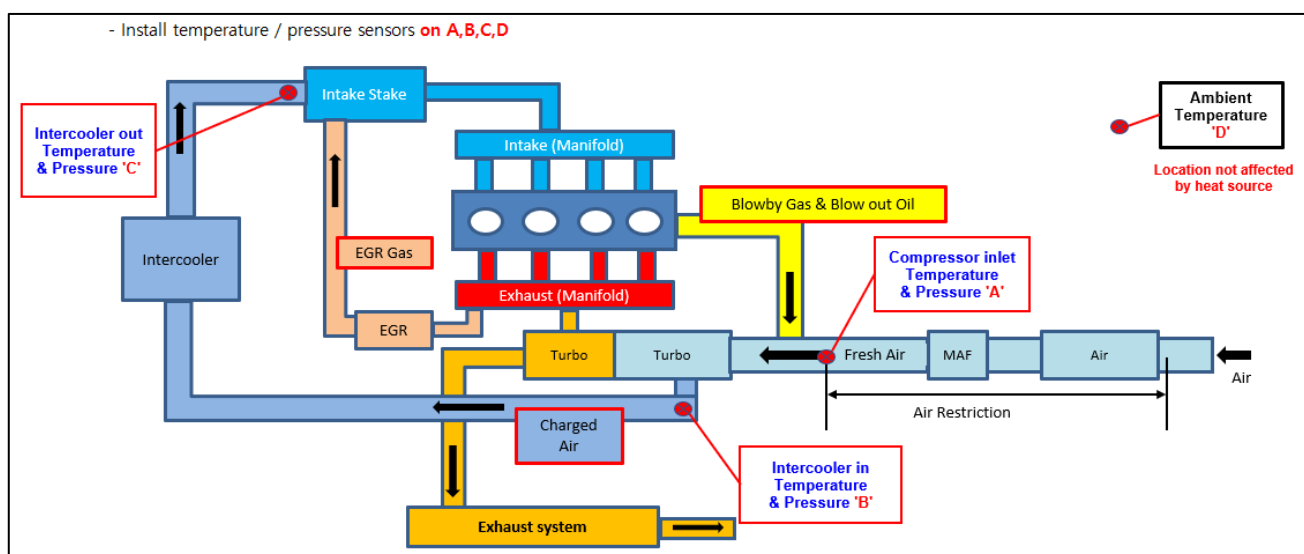 - Install temperature / pressure sensors on A,B,C,D
Intake Stake
Ambient
Temperature
'D'
Intercooler out
Temperature
& Pressure 'C'
Intake (Manifold)
Location not affected
by heat source
Blowby Gas & Blow out Oil
EGR Gas
Intercooler
Compressor inlet
Temperature
& Pressure 'A'
Exhaust (Manifold)
EGR
Turbo
Turbo
Fresh Air
MAF
Air
Air
Air Restriction
Charged
Air
Intercooler in
Temperature
& Pressure 'B'
Exhaust system